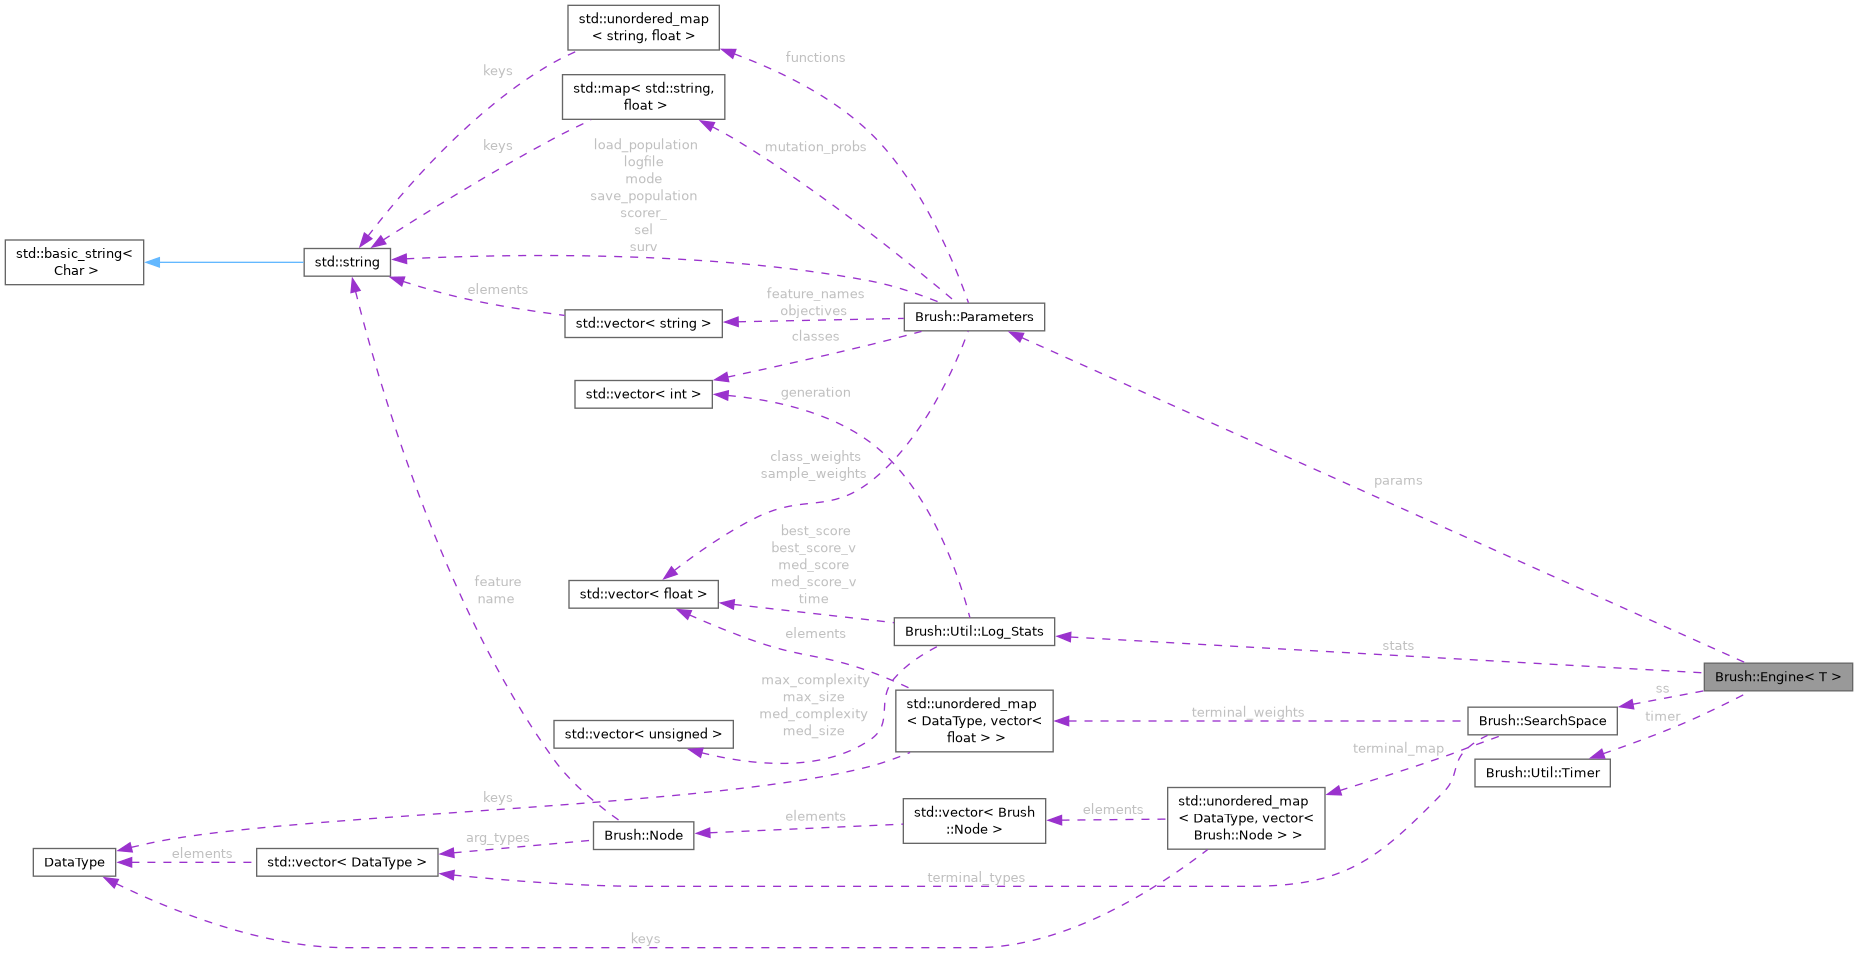 std::unordered_map
< string, float >
functions
keys
std::map< std::string,
float >
keys
load_population
logfile
mode
save_population
scorer_
sel
surv
mutation_probs
std::basic_string<
Char >
std::string
elements
std::vector< string >
feature_names
objectives
Brush::Parameters
classes
std::vector< int >
generation
class_weights
sample_weights
params
best_score
best_score_v
med_score
med_score_v
time
feature
name
std::vector< float >
elements
Brush::Util::Log_Stats
stats
Brush::Engine< T >
max_complexity
max_size
med_complexity
med_size
std::vector< unsigned >
std::unordered_map
< DataType, vector<
float > >
terminal_weights
ss
Brush::SearchSpace
timer
terminal_map
Brush::Util::Timer
keys
elements
std::vector< Brush
::Node >
elements
std::unordered_map
< DataType, vector<
Brush::Node > >
Brush::Node
arg_types
DataType
elements
std::vector< DataType >
terminal_types
keys